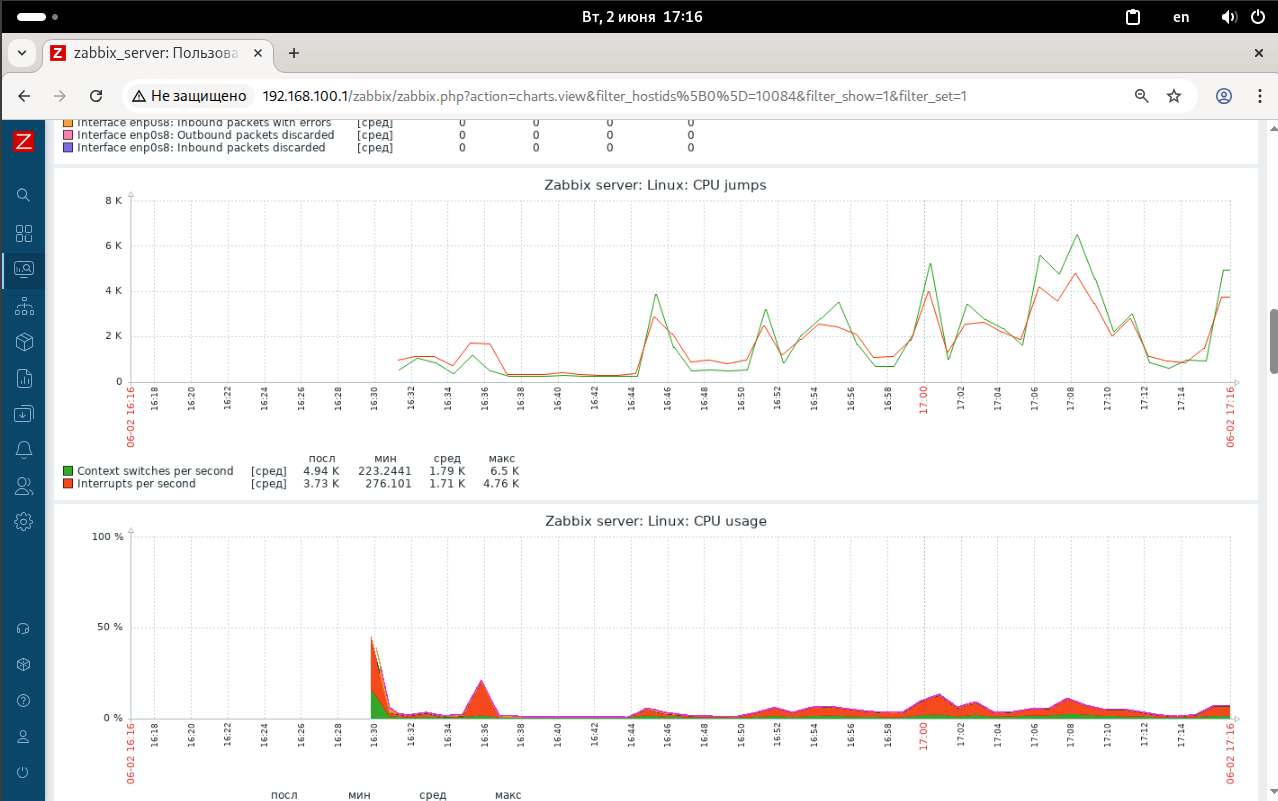 Вт, 2 июня 17:16
en
zabbix_server: Пользова
Не защищено
192.168.100.1/zabbix/zabbix.php?action=charts.view&filter_hostids%5B0%5D=10084&filter_show=1&filter_set=1
Z
Interface enp0s8: Inbound packets with errors [сред] 0 0 0 0
Interface enp0s8: Outbound packets discarded [сред] 0 0 0 0
Interface enp0s8: Inbound packets discarded [сред] 0 0 0 0
Zabbix server: Linux: CPU jumps
8 K
6 K
4 K
2 K
0
06-02 16:16 16:18 16:20 16:22 16:24 16:26 16:28 16:30 16:32 16:34 16:36 16:38 16:40 16:42 16:44 16:46 16:48 16:50 16:52 16:54 16:56 16:58 17:00 17:02 17:04 17:06 17:08 17:10 17:12 17:14 06-02 17:16
посл мин сред макс
Context switches per second [сред] 4.94 K 223.2441 1.79 K 6.5 K
Interrupts per second [сред] 3.73 K 276.101 1.71 K 4.76 K
Zabbix server: Linux: CPU usage
100 %
50 %
0 %
06-02 16:16 16:18 16:20 16:22 16:24 16:26 16:28 16:30 16:32 16:34 16:36 16:38 16:40 16:42 16:44 16:46 16:48 16:50 16:52 16:54 16:56 16:58 17:00 17:02 17:04 17:06 17:08 17:10 17:12 17:14 06-02 17:16
посл мин сред макс